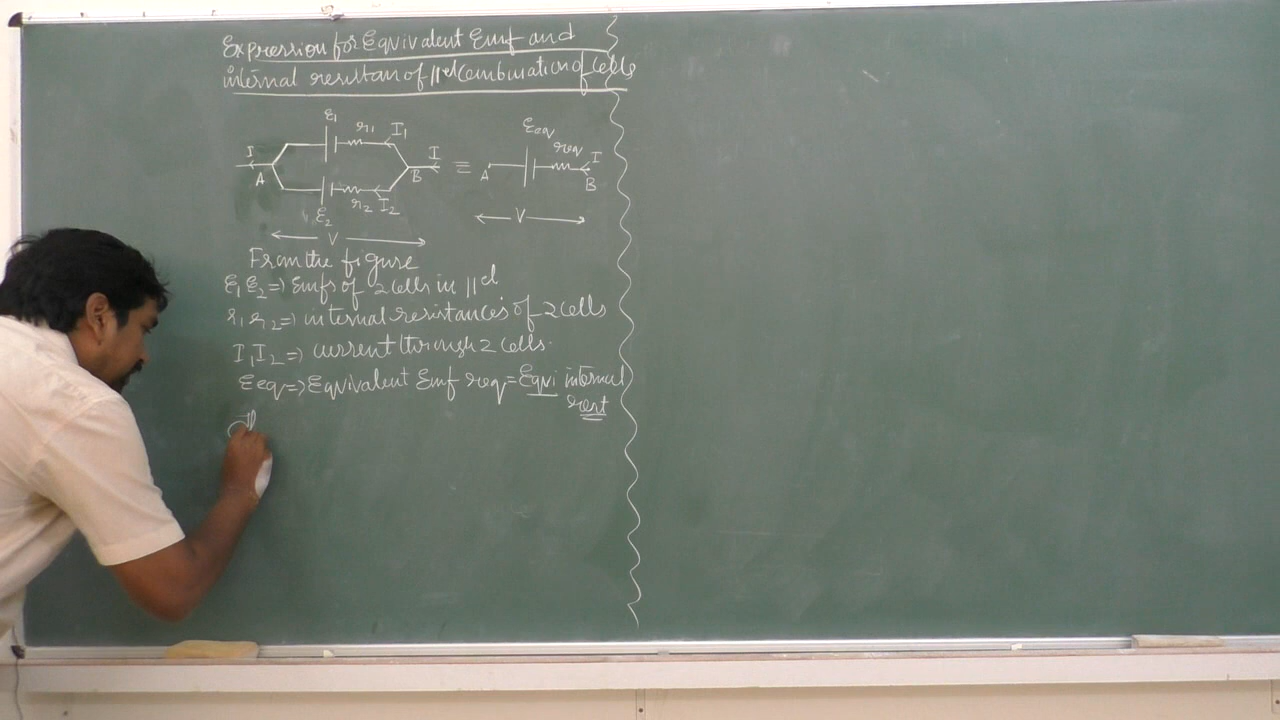 Expression for Equivalent Emf and
internal resistan of ||el Combination of Cells
ε1 r1 I1
I A B I
r2 I2
ε2
V
≡
εeq req I
A B
V
From the figure
ε1 ε2 => Emfs of 2 cells in ||el
r1 r2 => internal resistances of 2 cells
I1 I2 => current through 2 cells.
εeq => Equivalent Emf req = Equi internal
rest